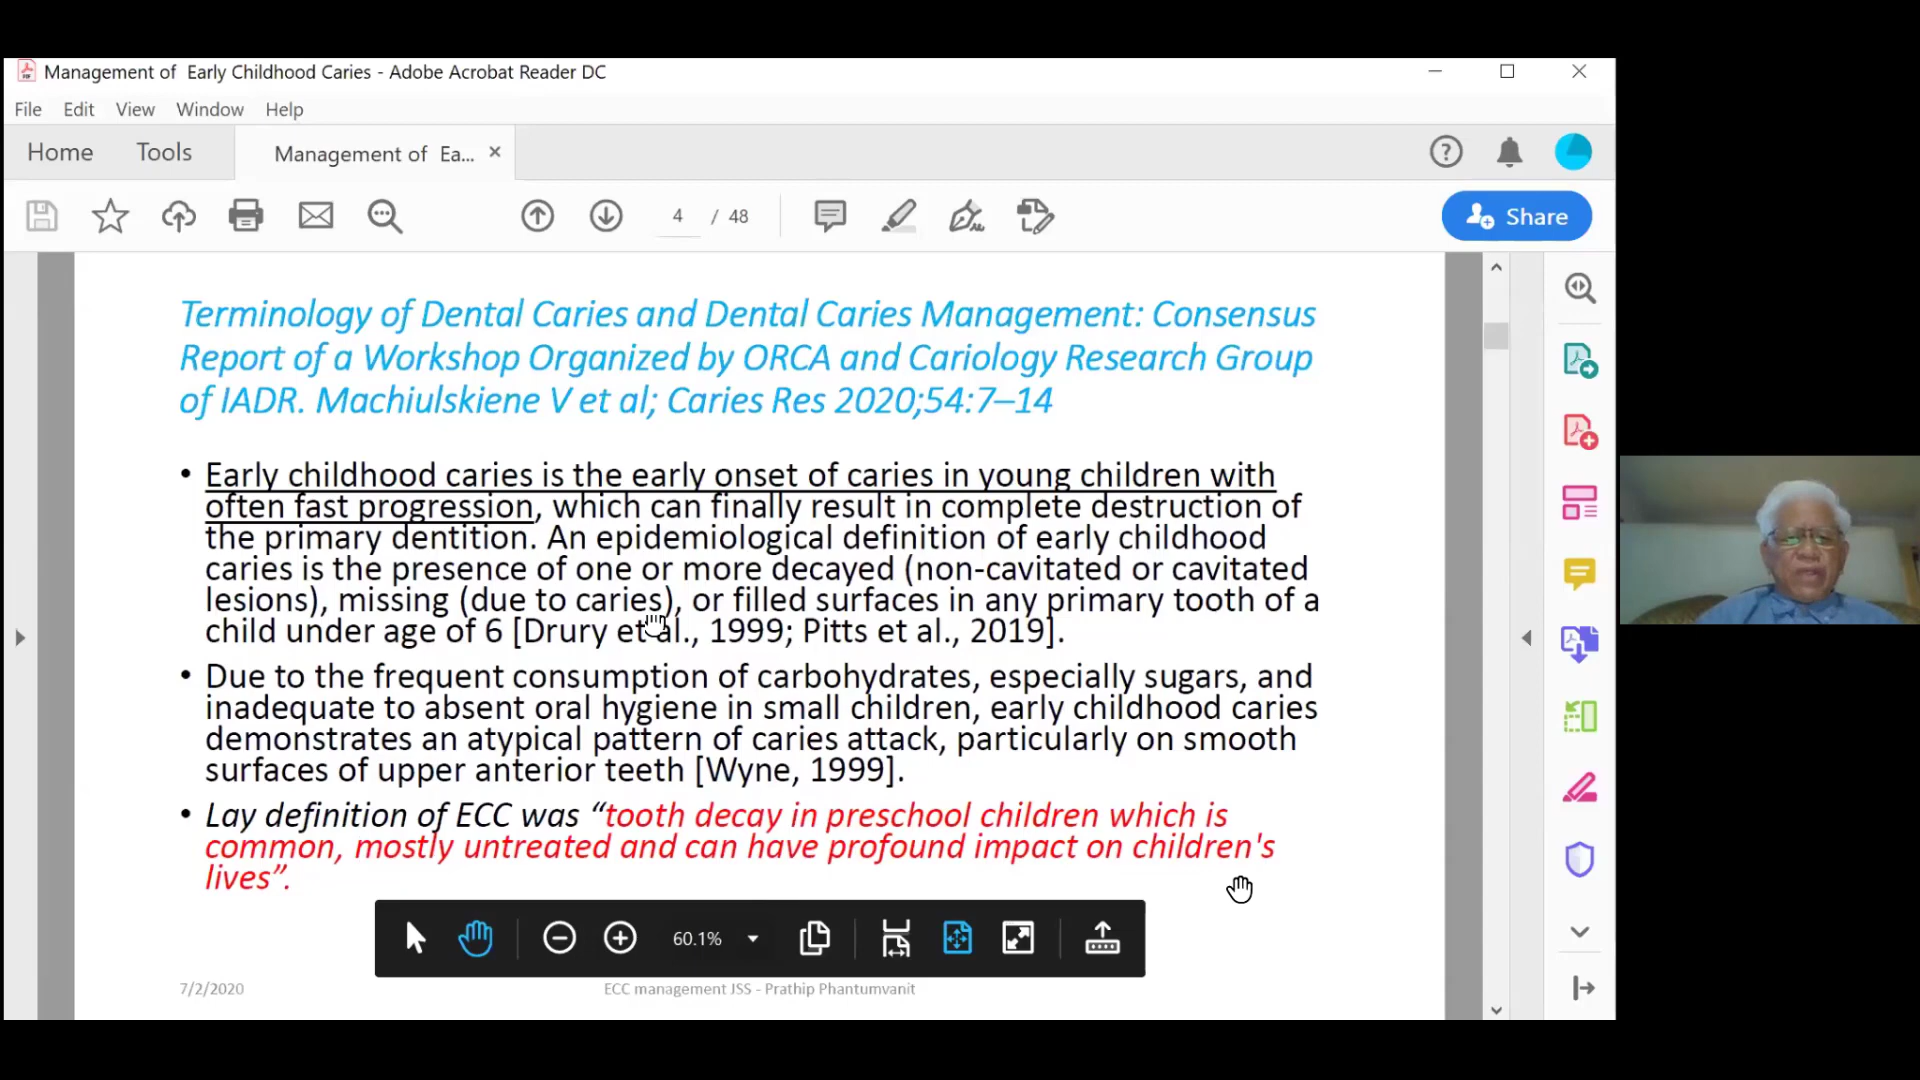 Management of  Early Childhood Caries - Adobe Acrobat Reader DC
File Edit View Window Help
Home Tools Management of  Ea... ×
4 / 48
Share
Terminology of Dental Caries and Dental Caries Management: Consensus
Report of a Workshop Organized by ORCA and Cariology Research Group
of IADR. Machiulskiene V et al; Caries Res 2020;54:7–14
• Early childhood caries is the early onset of caries in young children with
often fast progression, which can finally result in complete destruction of
the primary dentition. An epidemiological definition of early childhood
caries is the presence of one or more decayed (non-cavitated or cavitated
lesions), missing (due to caries), or filled surfaces in any primary tooth of a
child under age of 6 [Drury et al., 1999; Pitts et al., 2019].
• Due to the frequent consumption of carbohydrates, especially sugars, and
inadequate to absent oral hygiene in small children, early childhood caries
demonstrates an atypical pattern of caries attack, particularly on smooth
surfaces of upper anterior teeth [Wyne, 1999].
• Lay definition of ECC was “tooth decay in preschool children which is
common, mostly untreated and can have profound impact on children's
lives”.
60.1%
7/2/2020 ECC management JSS - Prathip Phantumvanit